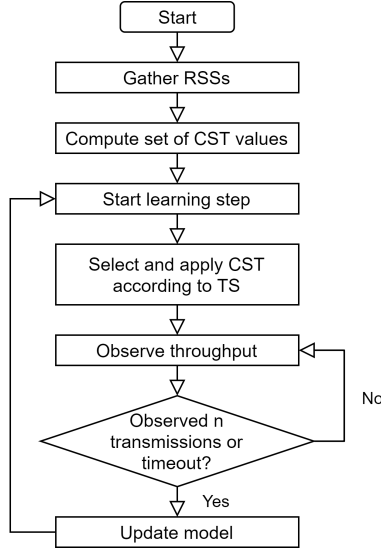 Start
Gather RSSs
Compute set of CST values
Start learning step
Select and apply CST
according to TS
Observe throughput
Observed n
transmissions or
timeout?
No
Yes
Update model